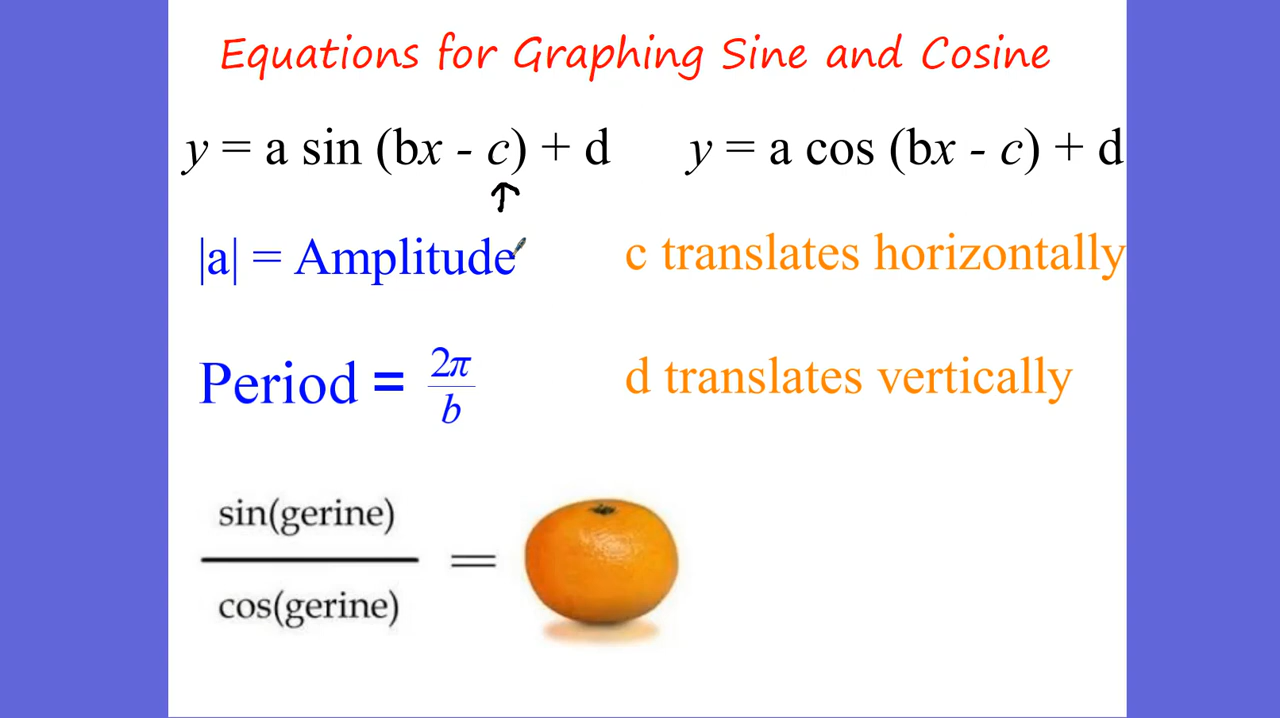 Equations for Graphing Sine and Cosine
y = a sin (bx - c) + d
y = a cos (bx - c) + d
|a| = Amplitude
c translates horizontally
Period = 2π/b
d translates vertically
sin(gerine)
cos(gerine)
=